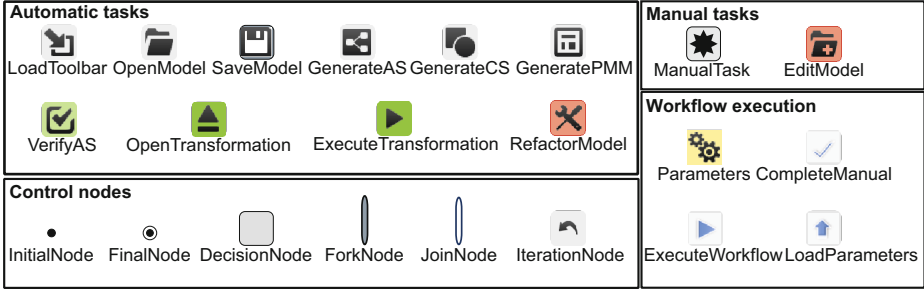 Automatic tasks
LoadToolbar OpenModel SaveModel GenerateAS GenerateCS GeneratePMM
VerifyAS OpenTransformation ExecuteTransformation RefactorModel
Control nodes
InitialNode FinalNode DecisionNode ForkNode JoinNode IterationNode
Manual tasks
ManualTask EditModel
Workflow execution
Parameters CompleteManual
ExecuteWorkflow LoadParameters